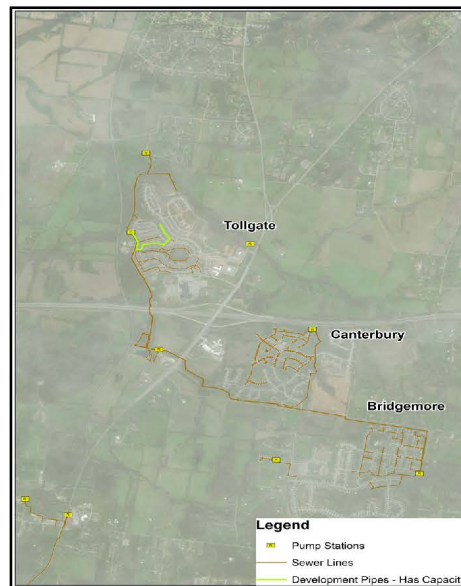 Tollgate
Canterbury
Bridgemore
Legend
Pump Stations
Sewer Lines
Development Pipes - Has Capacit